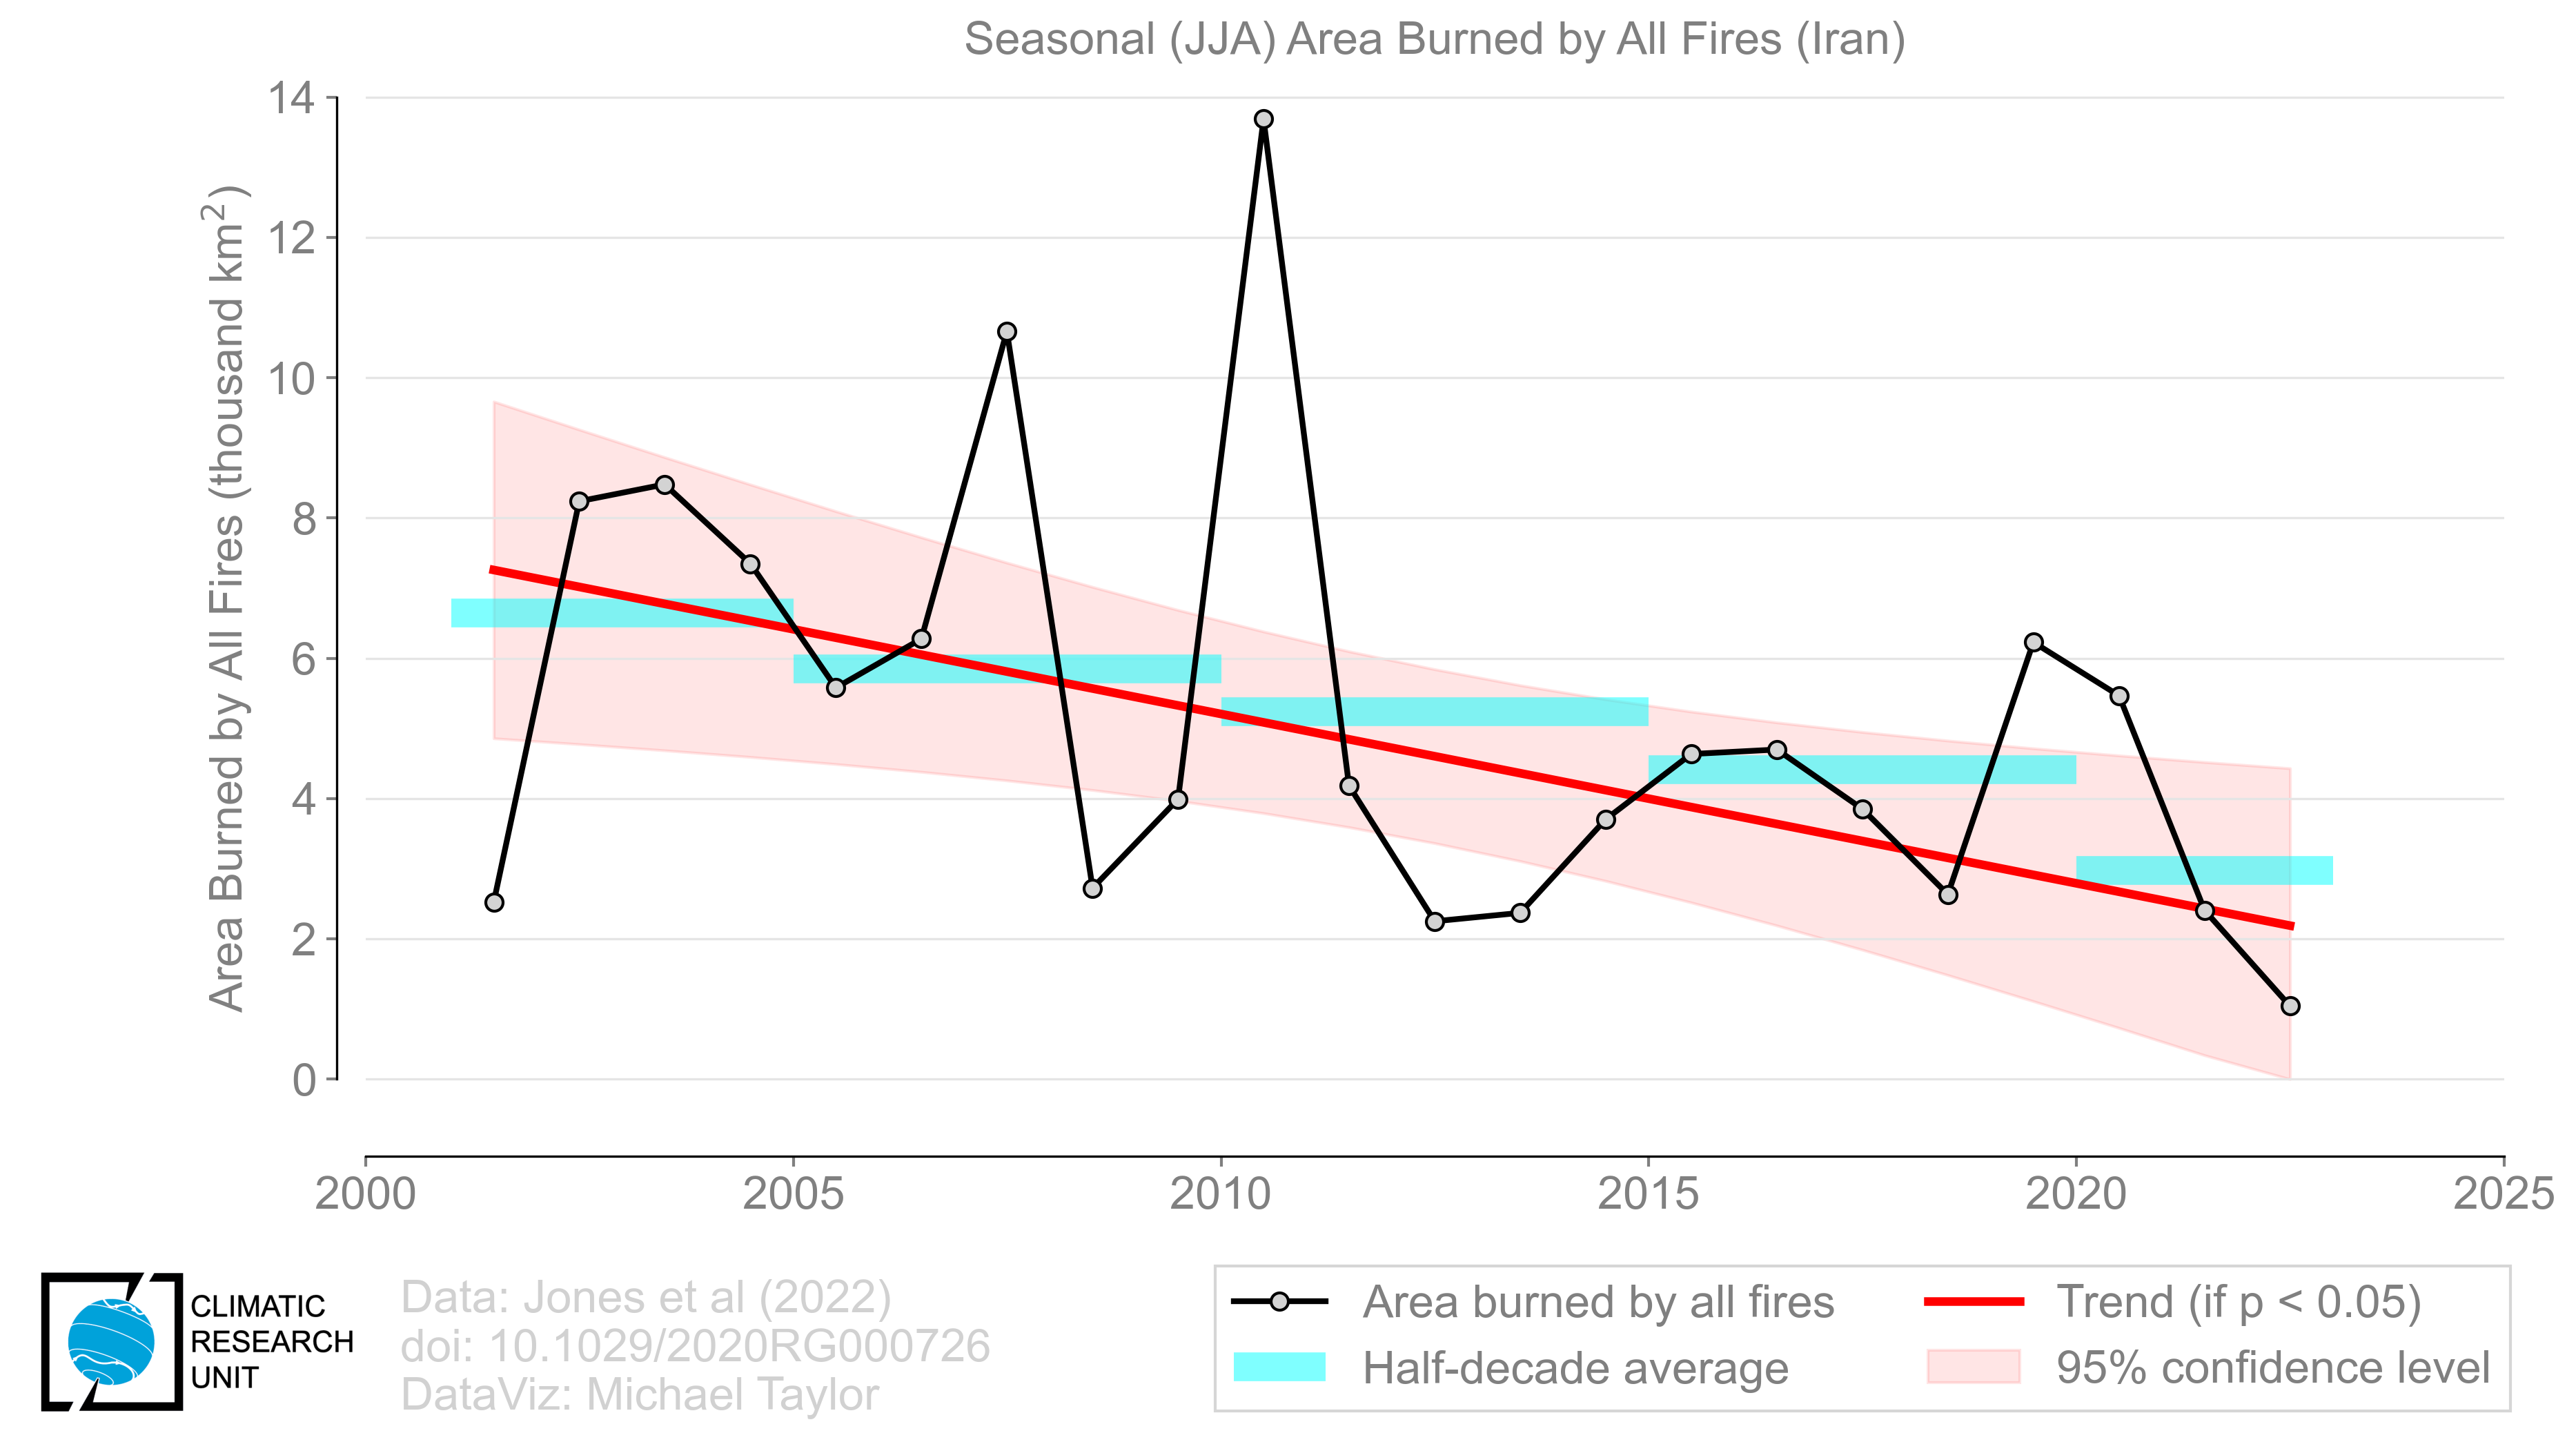 Seasonal (JJA) Area Burned by All Fires (Iran)
Area Burned by All Fires (thousand km²)
14
12
10
8
6
4
2
0
2000 2005 2010 2015 2020 2025
CLIMATIC
RESEARCH
UNIT
Data: Jones et al (2022)
doi: 10.1029/2020RG000726
DataViz: Michael Taylor
Area burned by all fires
Half-decade average
Trend (if p < 0.05)
95% confidence level